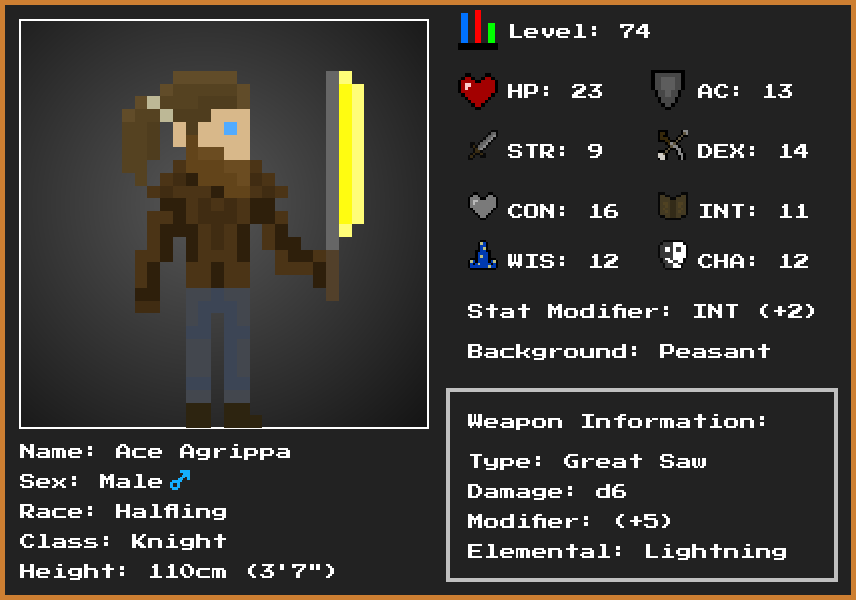 Level: 74
HP: 23
AC: 13
STR: 9
DEX: 14
CON: 16
INT: 11
WIS: 12
CHA: 12
Stat Modifier: INT (+2)
Background: Peasant
Weapon Information:
Type: Great Saw
Damage: d6
Modifier: (+5)
Elemental: Lightning
Name: Ace Agrippa
Sex: Male♂
Race: Halfling
Class: Knight
Height: 110cm (3'7")